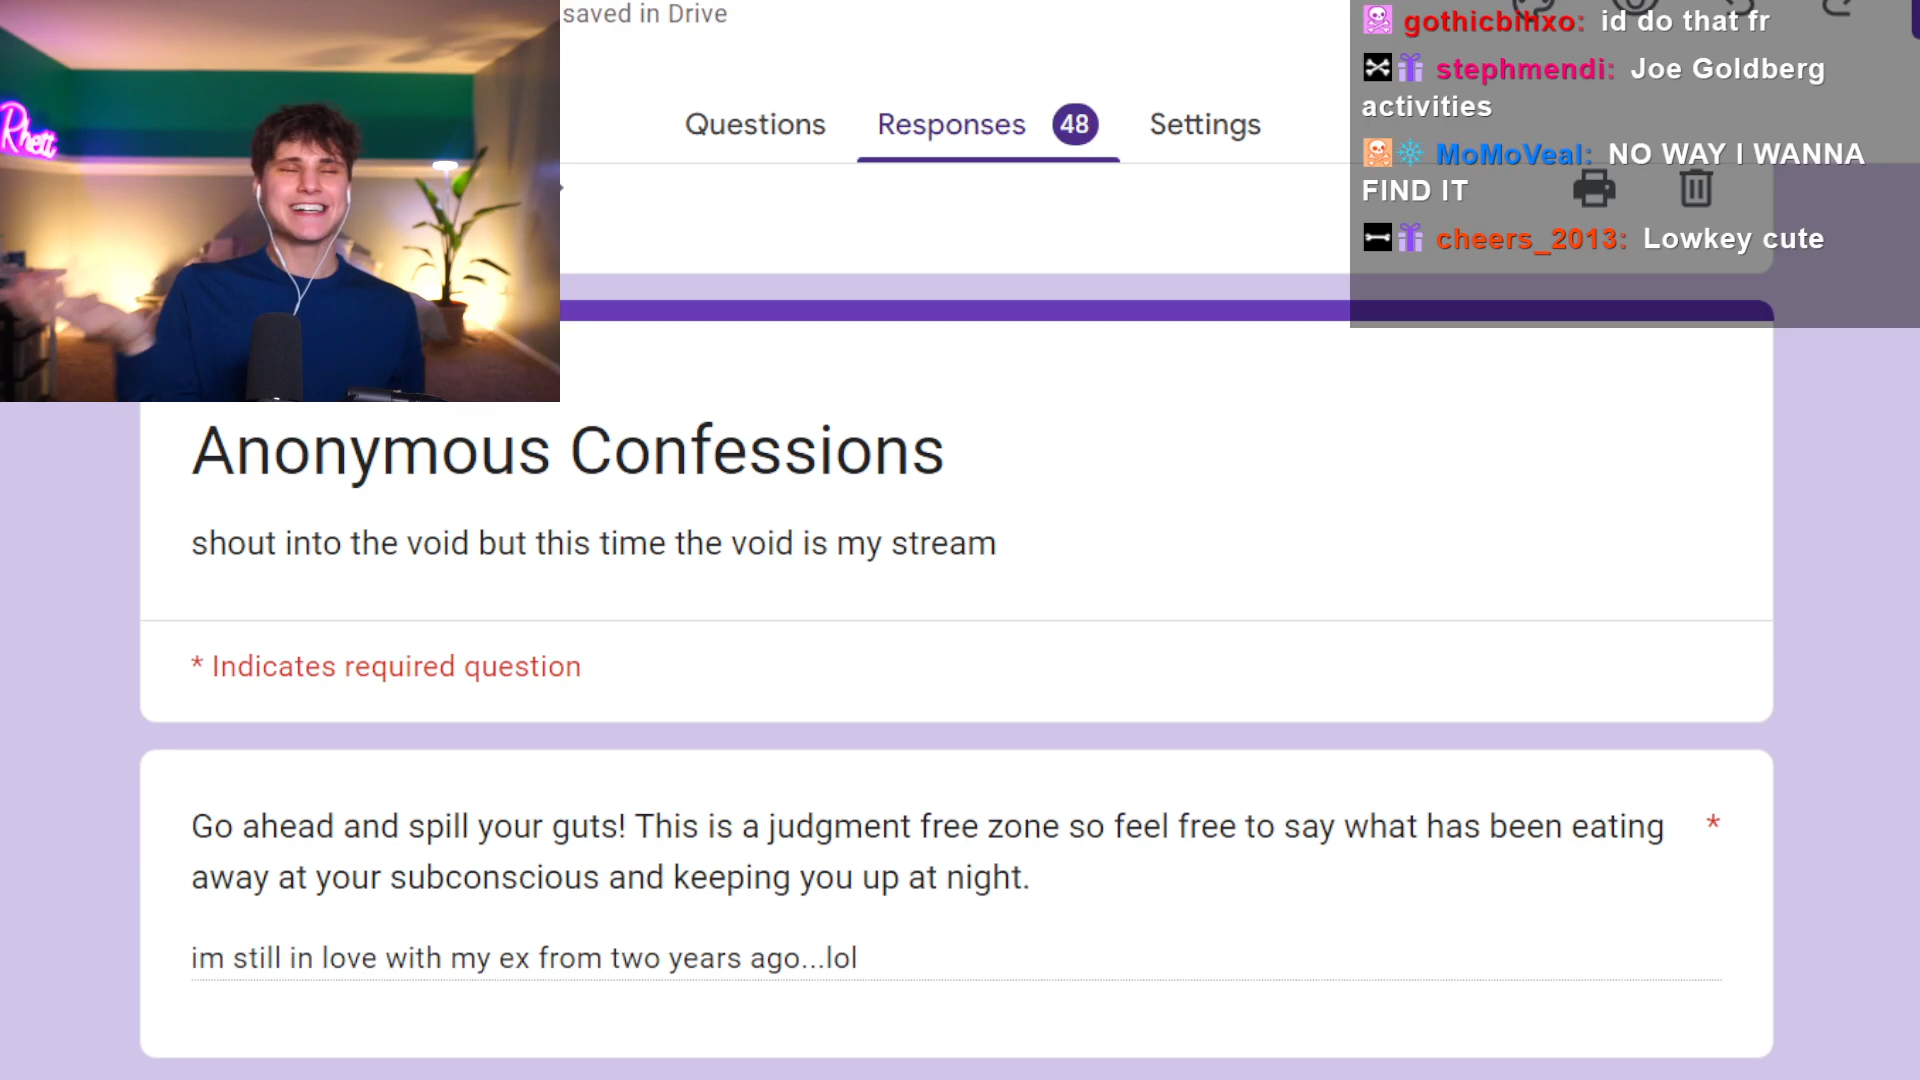 saved in Drive
Rhett
Questions Responses 48 Settings
gothicbihxo: id do that fr
stephmendi: Joe Goldberg
activities
MoMoVeal: NO WAY I WANNA
FIND IT
cheers_2013: Lowkey cute
Anonymous Confessions
shout into the void but this time the void is my stream
* Indicates required question
Go ahead and spill your guts! This is a judgment free zone so feel free to say what has been eating *
away at your subconscious and keeping you up at night.
im still in love with my ex from two years ago...lol